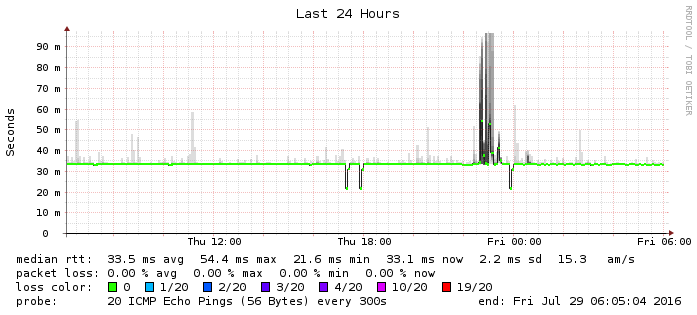 Last 24 Hours
RRDTOOL / TOBI OETIKER
Seconds
90 m
80 m
70 m
60 m
50 m
40 m
30 m
20 m
10 m
0
Thu 12:00 Thu 18:00 Fri 00:00 Fri 06:00
median rtt: 33.5 ms avg 54.4 ms max 21.6 ms min 33.1 ms now 2.2 ms sd 15.3 am/s
packet loss: 0.00 % avg 0.00 % max 0.00 % min 0.00 % now
loss color: 0 1/20 2/20 3/20 4/20 10/20 19/20
probe: 20 ICMP Echo Pings (56 Bytes) every 300s end: Fri Jul 29 06:05:04 2016